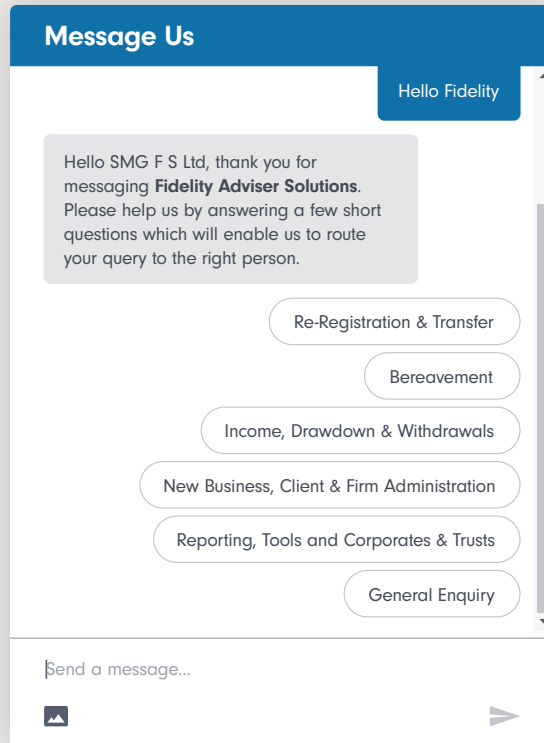 Message Us
Hello Fidelity
Hello SMG F S Ltd, thank you for
messaging Fidelity Adviser Solutions.
Please help us by answering a few short
questions which will enable us to route
your query to the right person.
Re-Registration & Transfer
Bereavement
Income, Drawdown & Withdrawals
New Business, Client & Firm Administration
Reporting, Tools and Corporates & Trusts
General Enquiry
Send a message...